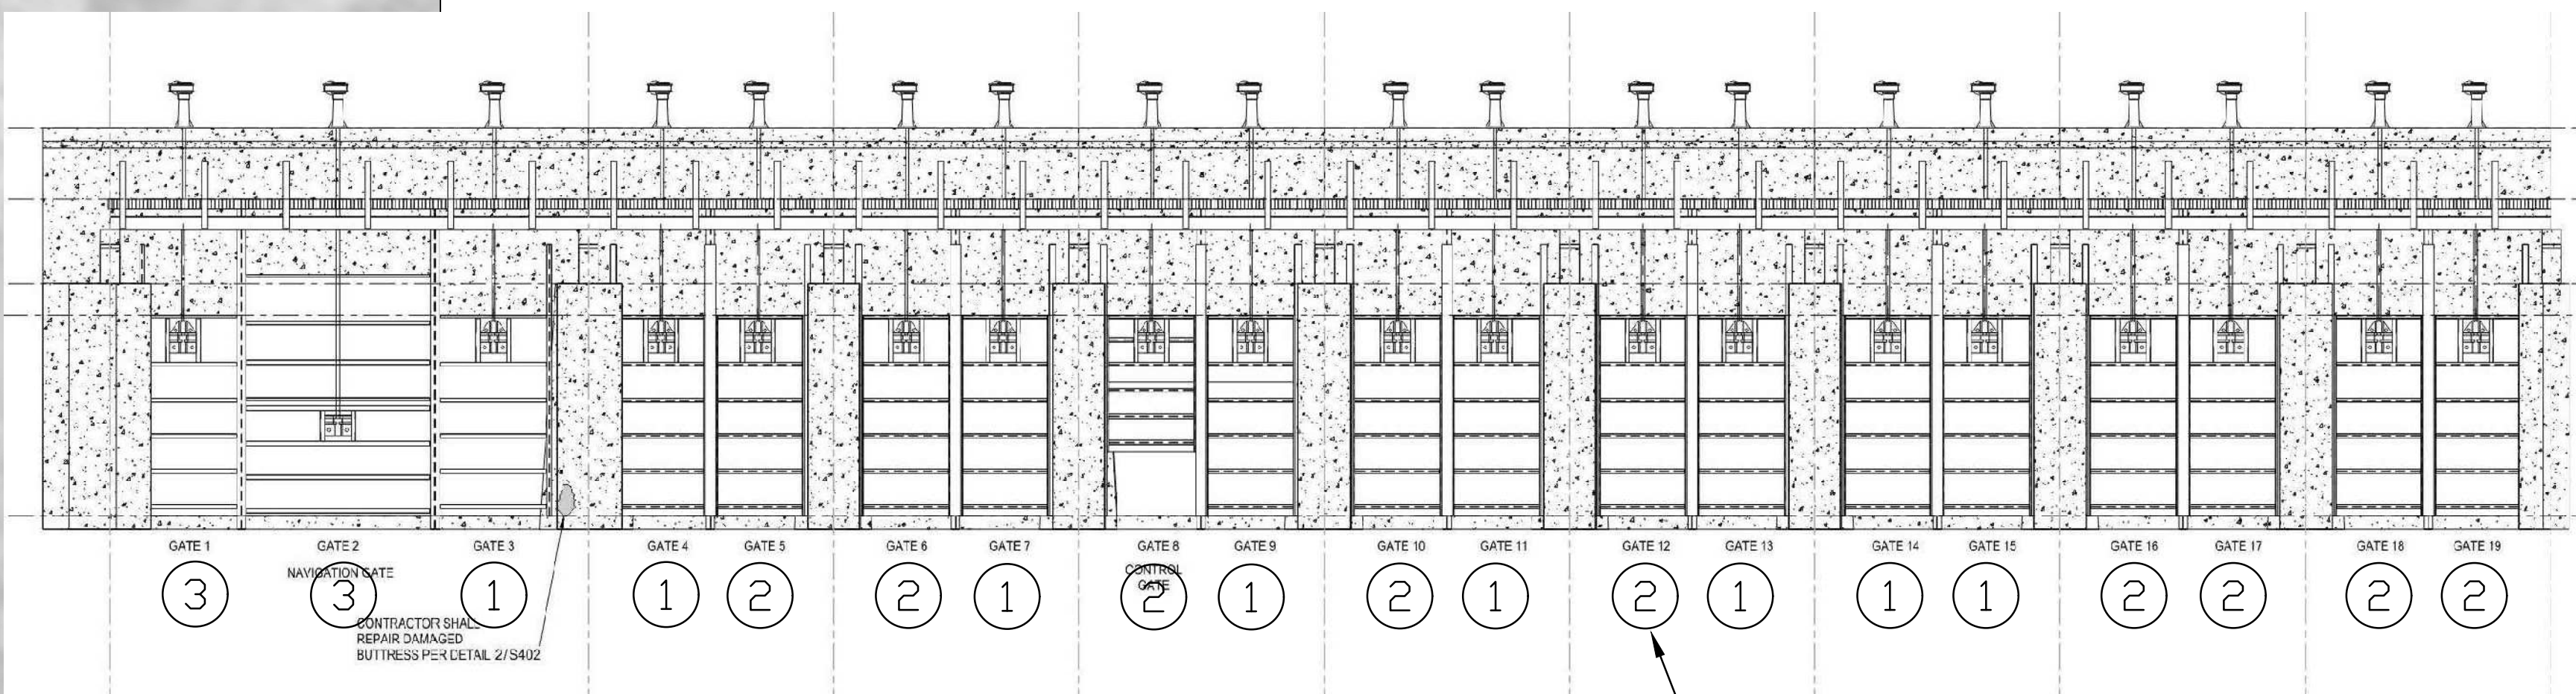 GATE 1 GATE 2 GATE 3 GATE 4 GATE 5 GATE 6 GATE 7 GATE 8 GATE 9 GATE 10 GATE 11 GATE 12 GATE 13 GATE 14 GATE 15 GATE 16 GATE 17 GATE 18 GATE 19
NAVIGATION GATE
CONTROL
GATE
3 3 1 1 2 2 1 2 1 2 1 2 1 1 1 2 2 2 2
CONTRACTOR SHALL
REPAIR DAMAGED
BUTTRESS PER DETAIL 2/S402